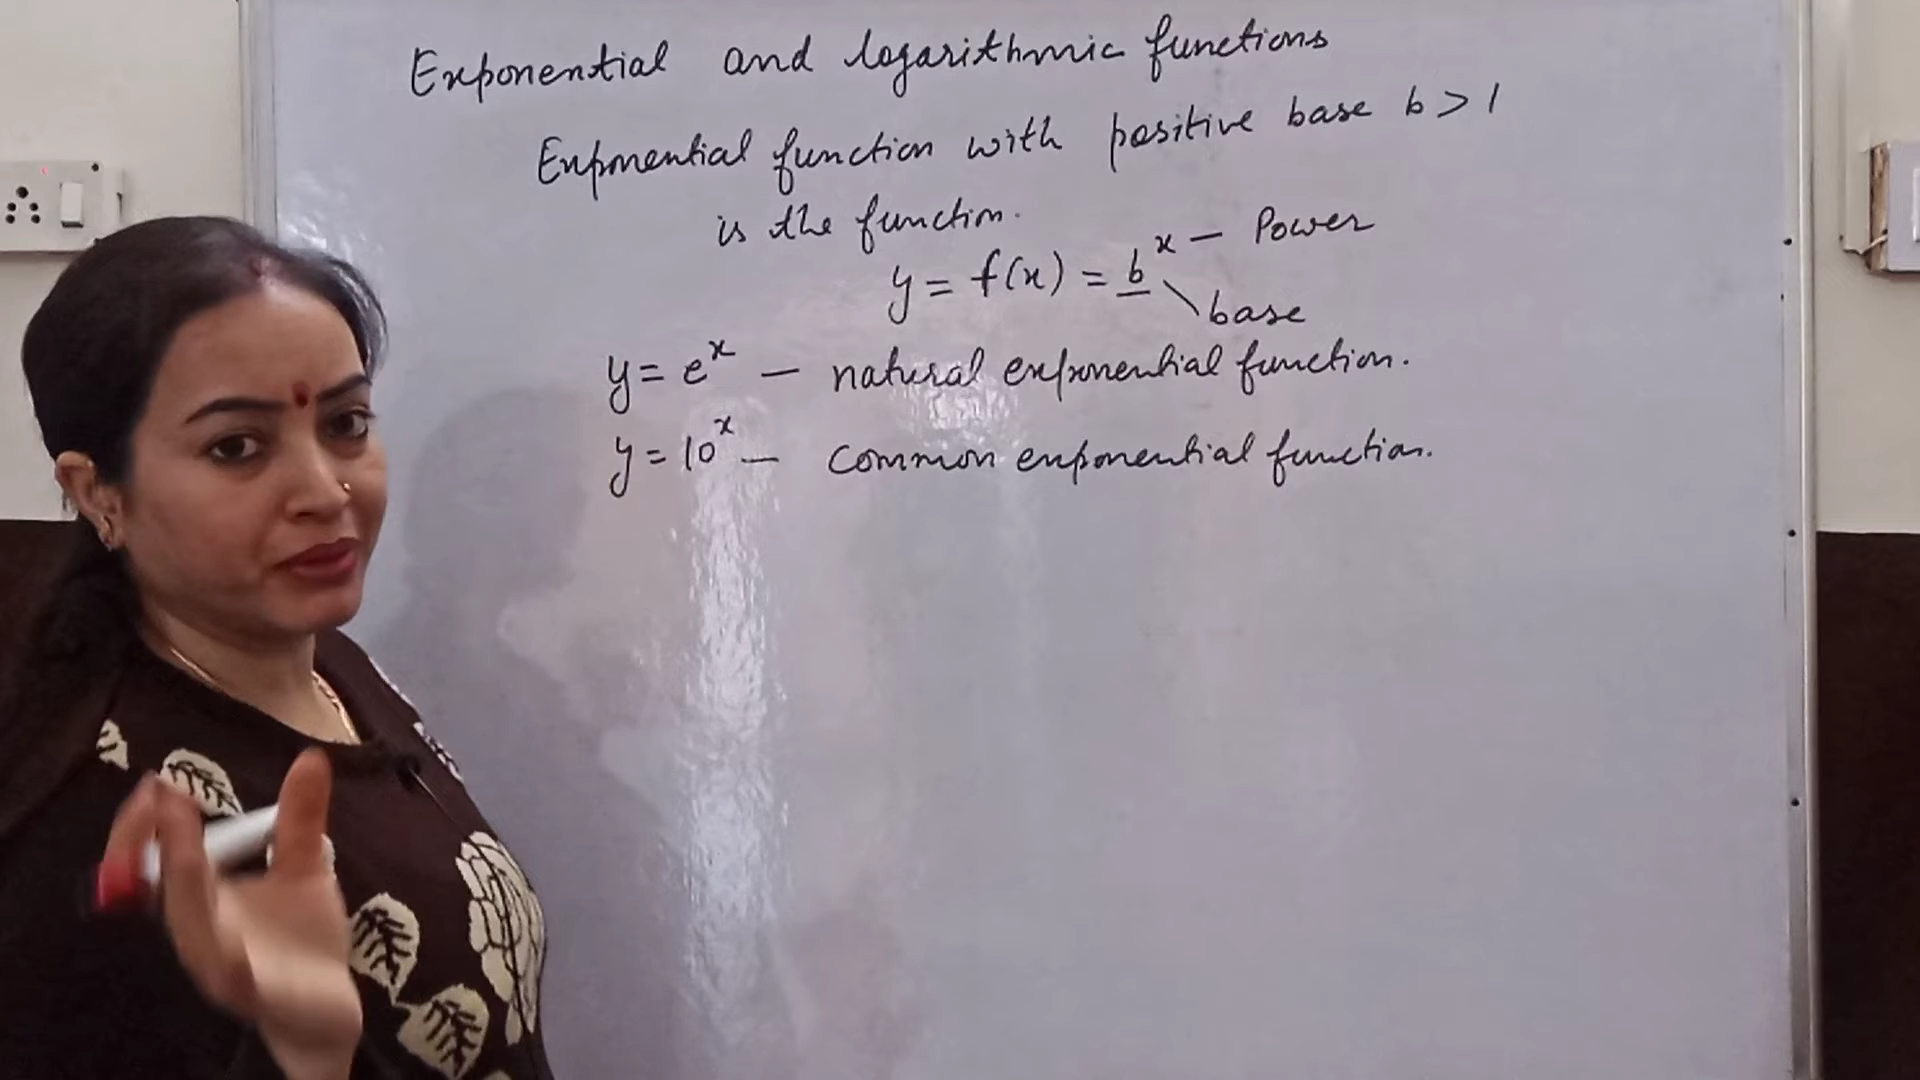 Exponential and logarithmic functions
Exponential function with positive base b > 1
is the function.
y = f(x) = b^x — Power
base
y = e^x — natural exponential function.
y = 10^x — common exponential function.